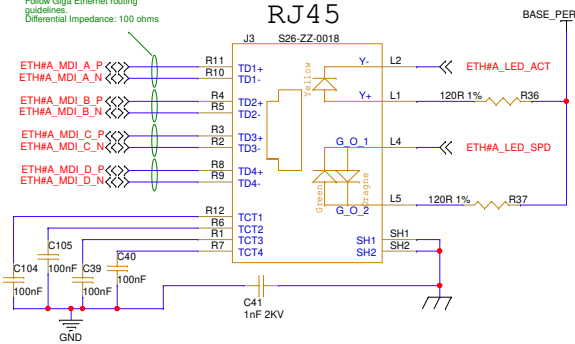 Follow Giga Ethernet routing
guidelines.
Differential Impedance: 100 ohms
RJ45
BASE_PER
J3 S26-ZZ-0018
ETH#A_MDI_A_P R11 TD1+ Y- L2 ETH#A_LED_ACT
ETH#A_MDI_A_N R10 TD1-
Yellow
ETH#A_MDI_B_P R4 TD2+ Y+ L1 120R 1% R36
ETH#A_MDI_B_N R5 TD2-
ETH#A_MDI_C_P R3 TD3+ G_O_1 L4 ETH#A_LED_SPD
ETH#A_MDI_C_N R2 TD3-
ETH#A_MDI_D_P R8 TD4+
ETH#A_MDI_D_N R9 TD4-
Green Oragne
L5 120R 1% R37
R12 TCT1 G_O_2
R6 TCT2
R1 TCT3 SH1 SH1
R7 TCT4 SH2 SH2
C105
100nF
C40
100nF
C104
100nF
C39
100nF
C41
1nF 2KV
GND